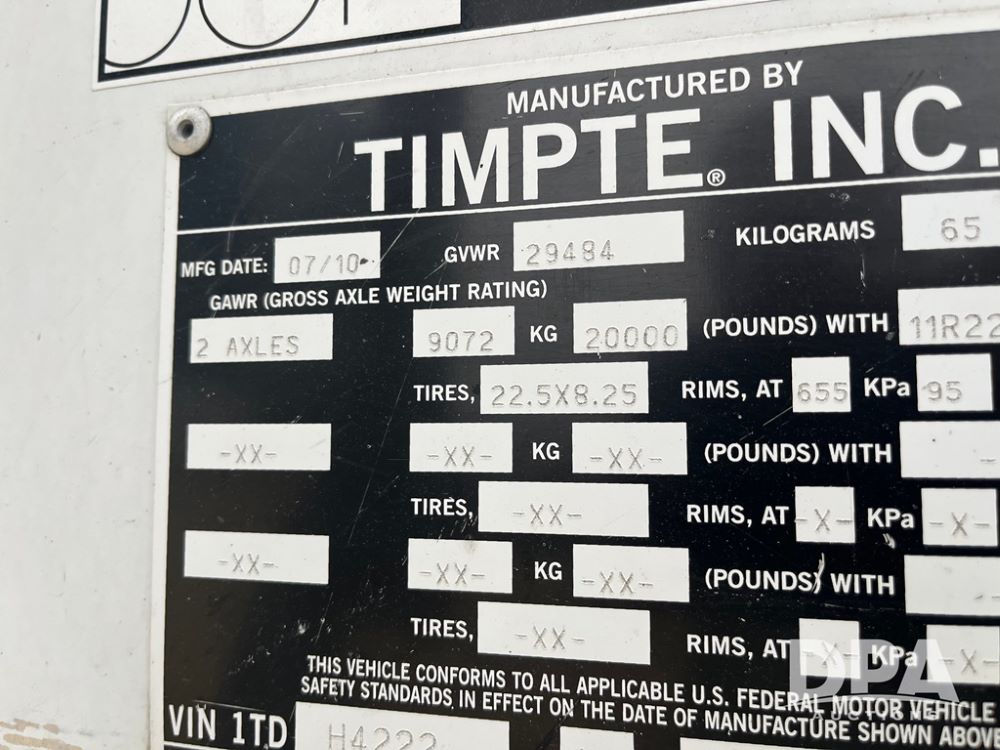 MANUFACTURED BY
TIMPTE® INC.
MFG DATE: 07/10 GVWR 29484 KILOGRAMS 65
GAWR (GROSS AXLE WEIGHT RATING)
2 AXLES 9072 KG 20000 (POUNDS) WITH 11R22
TIRES, 22.5X8.25 RIMS, AT 655 KPa 95
-XX- -XX- KG -XX- (POUNDS) WITH -
TIRES, -XX- RIMS, AT -X- KPa -X-
-XX- -XX- KG -XX- (POUNDS) WITH -
TIRES, -XX- RIMS, AT -X- KPa -X-
THIS VEHICLE CONFORMS TO ALL APPLICABLE U.S. FEDERAL MOTOR VEHICLE
SAFETY STANDARDS IN EFFECT ON THE DATE OF MANUFACTURE SHOWN ABOVE
VIN 1TD H4222
DPA
AUCTIONS